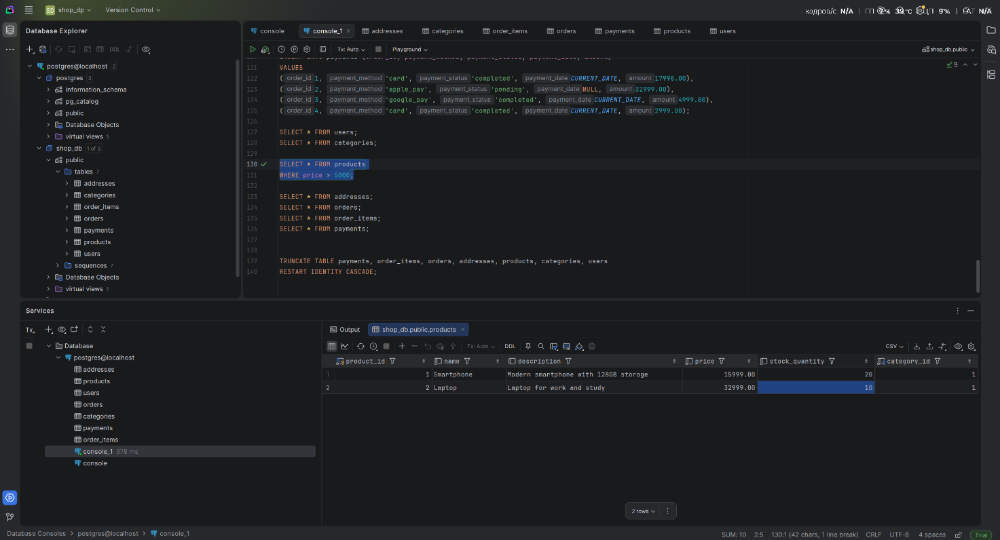 SD shop_dp Version Control
кадров/с N/A 7% 39°C 9% N/A
Database Explorer
DDL
postgres@localhost 2
postgres 3
information_schema
pg_catalog
public
Database Objects
virtual views 1
shop_db 1 of 3
public
tables 7
addresses
categories
order_items
orders
payments
products
users
sequences 7
Database Objects
virtual views 1
console console_1 addresses categories order_items orders payments products users
Tx: Auto Playground shop_db.public
9
121 VALUES
122 ( order_id 1, payment_method 'card', payment_status 'completed', payment_date CURRENT_DATE, amount 17998.00),
123 ( order_id 2, payment_method 'apple_pay', payment_status 'pending', payment_date NULL, amount 32999.00),
124 ( order_id 3, payment_method 'google_pay', payment_status 'completed', payment_date CURRENT_DATE, amount 4999.00),
125 ( order_id 4, payment_method 'card', payment_status 'completed', payment_date CURRENT_DATE, amount 2999.00);
126
127 SELECT * FROM users;
128 SELECT * FROM categories;
129
130 SELECT * FROM products
131 WHERE price > 5000;
132
133 SELECT * FROM addresses;
134 SELECT * FROM orders;
135 SELECT * FROM order_items;
136 SELECT * FROM payments;
137
138
139 TRUNCATE TABLE payments, order_items, orders, addresses, products, categories, users
140 RESTART IDENTITY CASCADE;
Services
Tx
Database
postgres@localhost
addresses
products
users
orders
categories
payments
order_items
console_1 378 ms
console
Output shop_db.public.products
Tx: Auto DDL CSV
product_id name description price stock_quantity category_id
1 1 Smartphone Modern smartphone with 128GB storage 15999.00 20 1
2 2 Laptop Laptop for work and study 32999.00 10 1
2 rows
Database Consoles > postgres@localhost > console_1
SUM: 10 2:5 130:1 (42 chars, 1 line break) CRLF UTF-8 4 spaces Trial